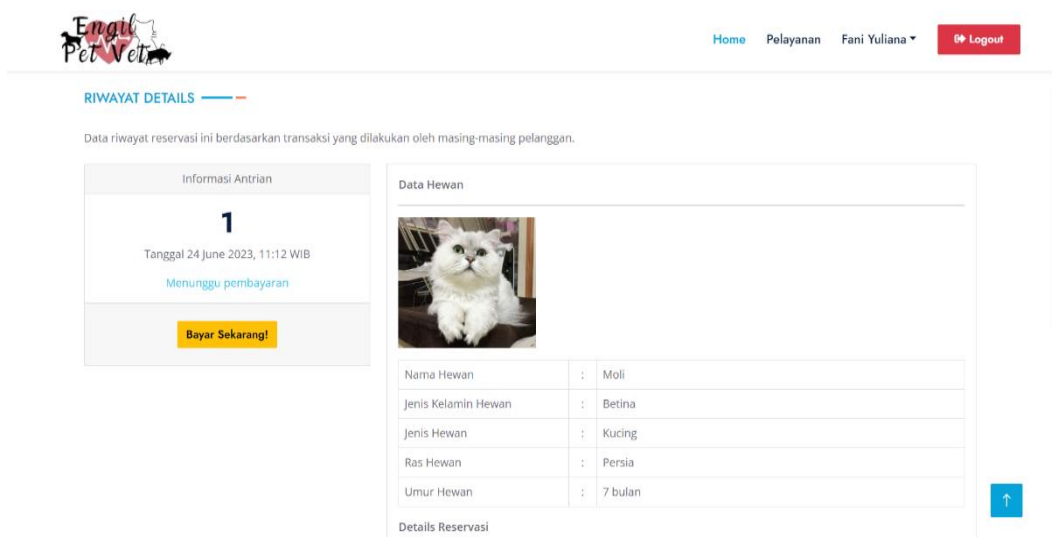 Engil
Pet Vet
Home Pelayanan Fani Yuliana Logout
RIWAYAT DETAILS
Data riwayat reservasi ini berdasarkan transaksi yang dilakukan oleh masing-masing pelanggan.
Informasi Antrian
1
Tanggal 24 June 2023, 11:12 WIB
Menunggu pembayaran
Bayar Sekarang!
Data Hewan
Nama Hewan : Moli
Jenis Kelamin Hewan : Betina
Jenis Hewan : Kucing
Ras Hewan : Persia
Umur Hewan : 7 bulan
Details Reservasi